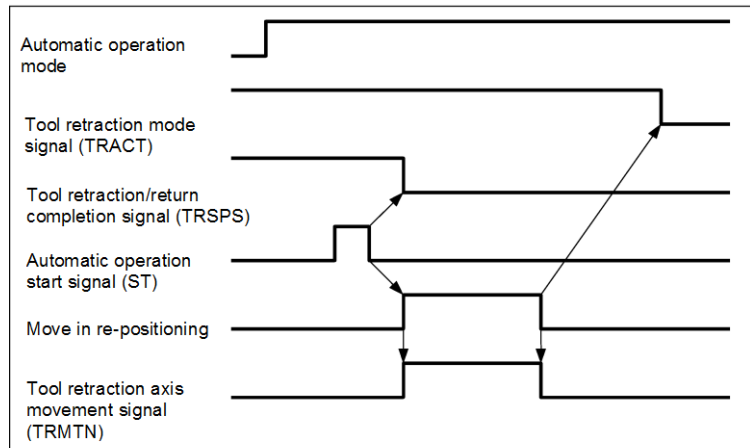 Automatic operation
mode
Tool retraction mode
signal (TRACT)
Tool retraction/return
completion signal (TRSPS)
Automatic operation
start signal (ST)
Move in re-positioning
Tool retraction axis
movement signal
(TRMTN)